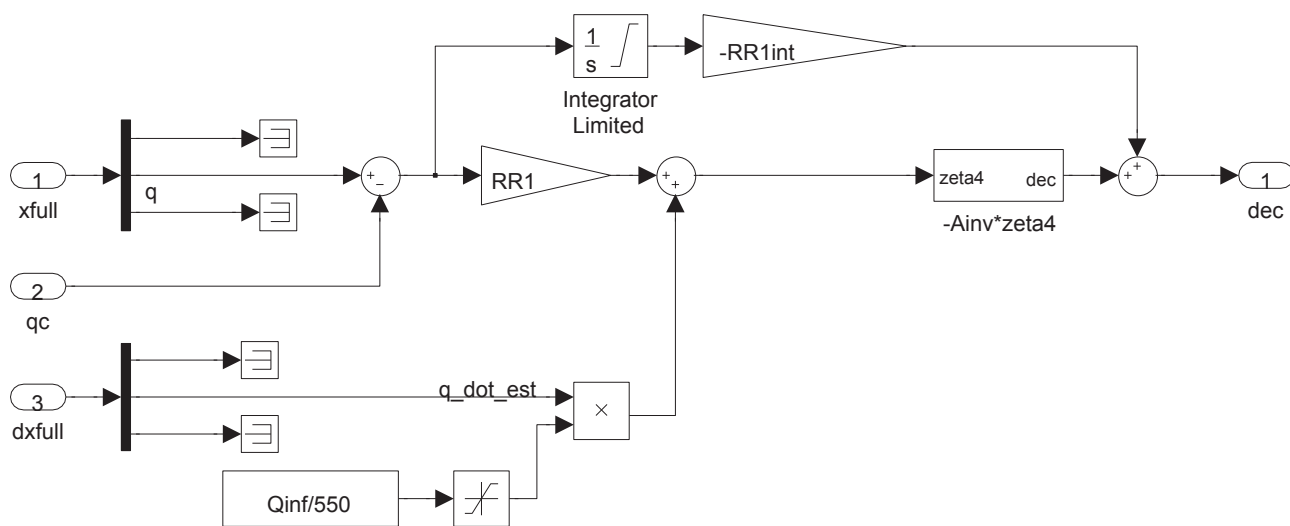 1
s
-RR1int
Integrator
Limited
1
xfull
q
+
−
RR1
+
+
zeta4
dec
-Ainv*zeta4
+
+
1
dec
2
qc
3
dxfull
q_dot_est
×
Qinf/550